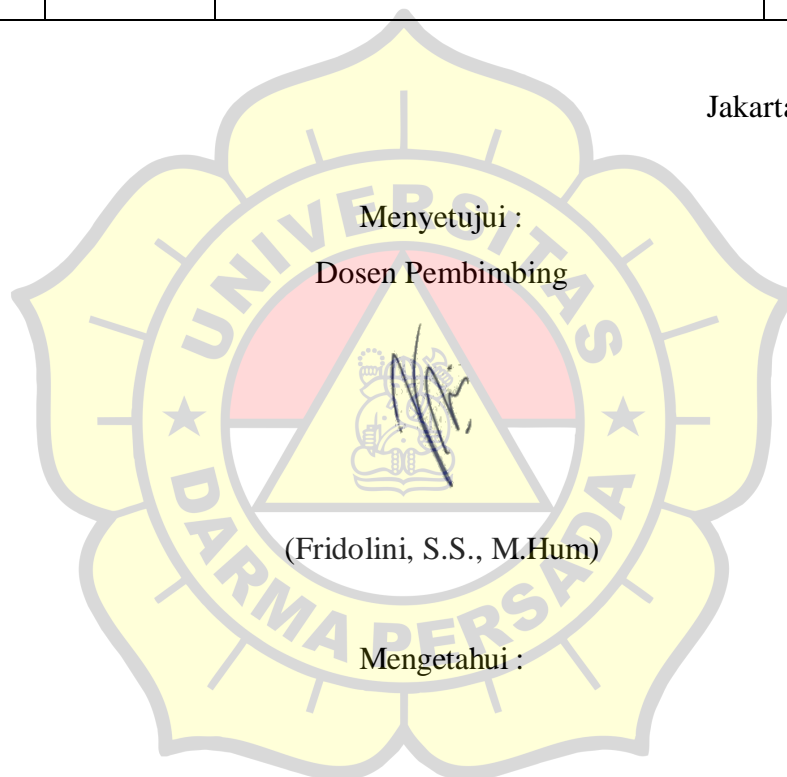 Jakarta
Menyetujui :
Dosen Pembimbing
(Fridolini, S.S., M.Hum)
Mengetahui :
UNIVERSITAS
DARMA PERSADA